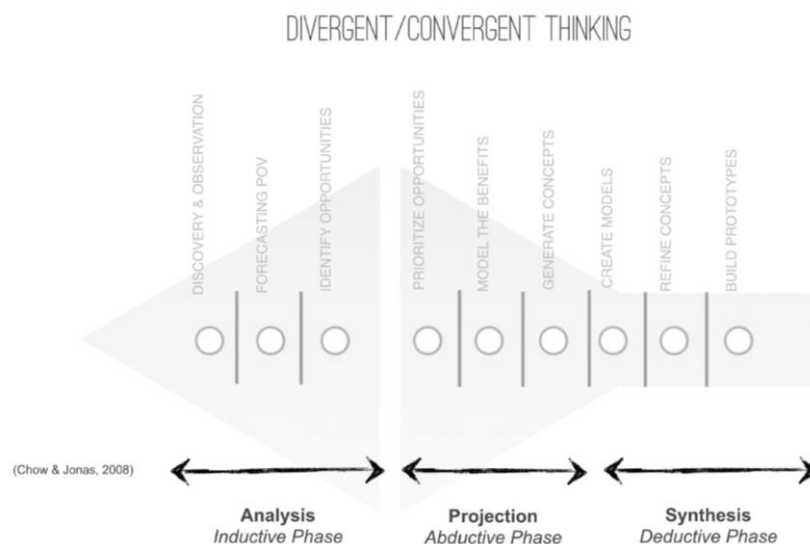 DIVERGENT/CONVERGENT THINKING
DISCOVERY & OBSERVATION
FORECASTING POV
IDENTIFY OPPORTUNITIES
PRIORITIZE OPPORTUNITIES
MODEL THE BENEFITS
GENERATE CONCEPTS
CREATE MODELS
REFINE CONCEPTS
BUILD PROTOTYPES
(Chow & Jonas, 2008)
Analysis
Inductive Phase
Projection
Abductive Phase
Synthesis
Deductive Phase